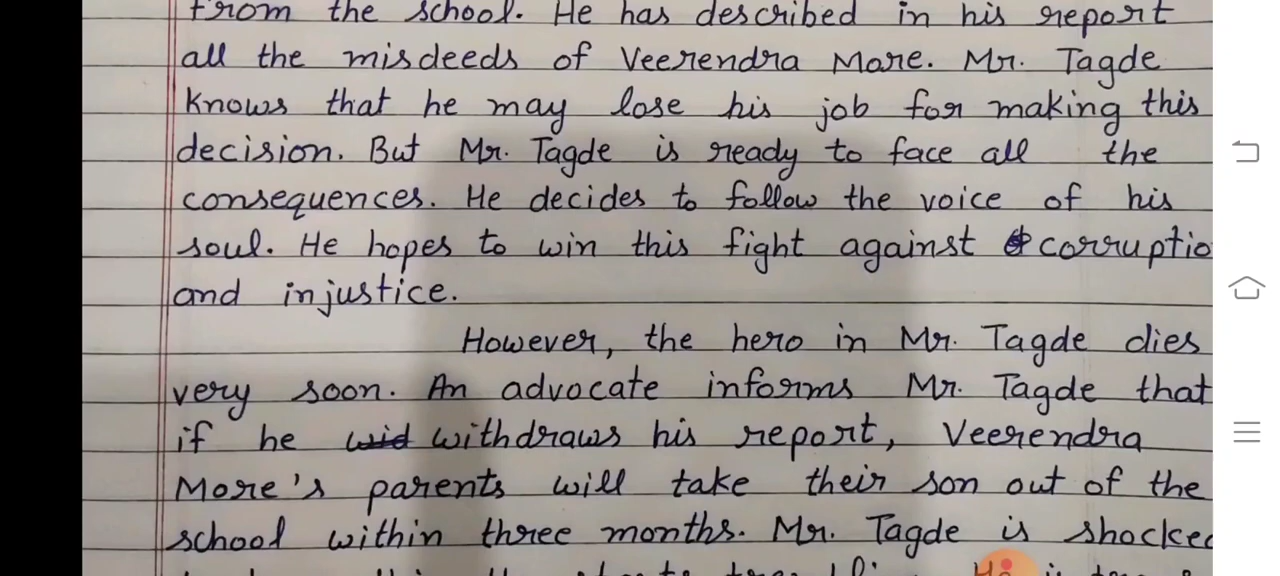 from the school. He has described in his report
all the misdeeds of Veerendra More. Mr. Tagde
knows that he may lose his job for making this
decision. But Mr. Tagde is ready to face all the
consequences. He decides to follow the voice of his
soul. He hopes to win this fight against corruptio
and injustice.
However, the hero in Mr. Tagde dies
very soon. An advocate informs Mr. Tagde that
if he withdraws his report, Veerendra
More's parents will take their son out of the
school within three months. Mr. Tagde is shocked